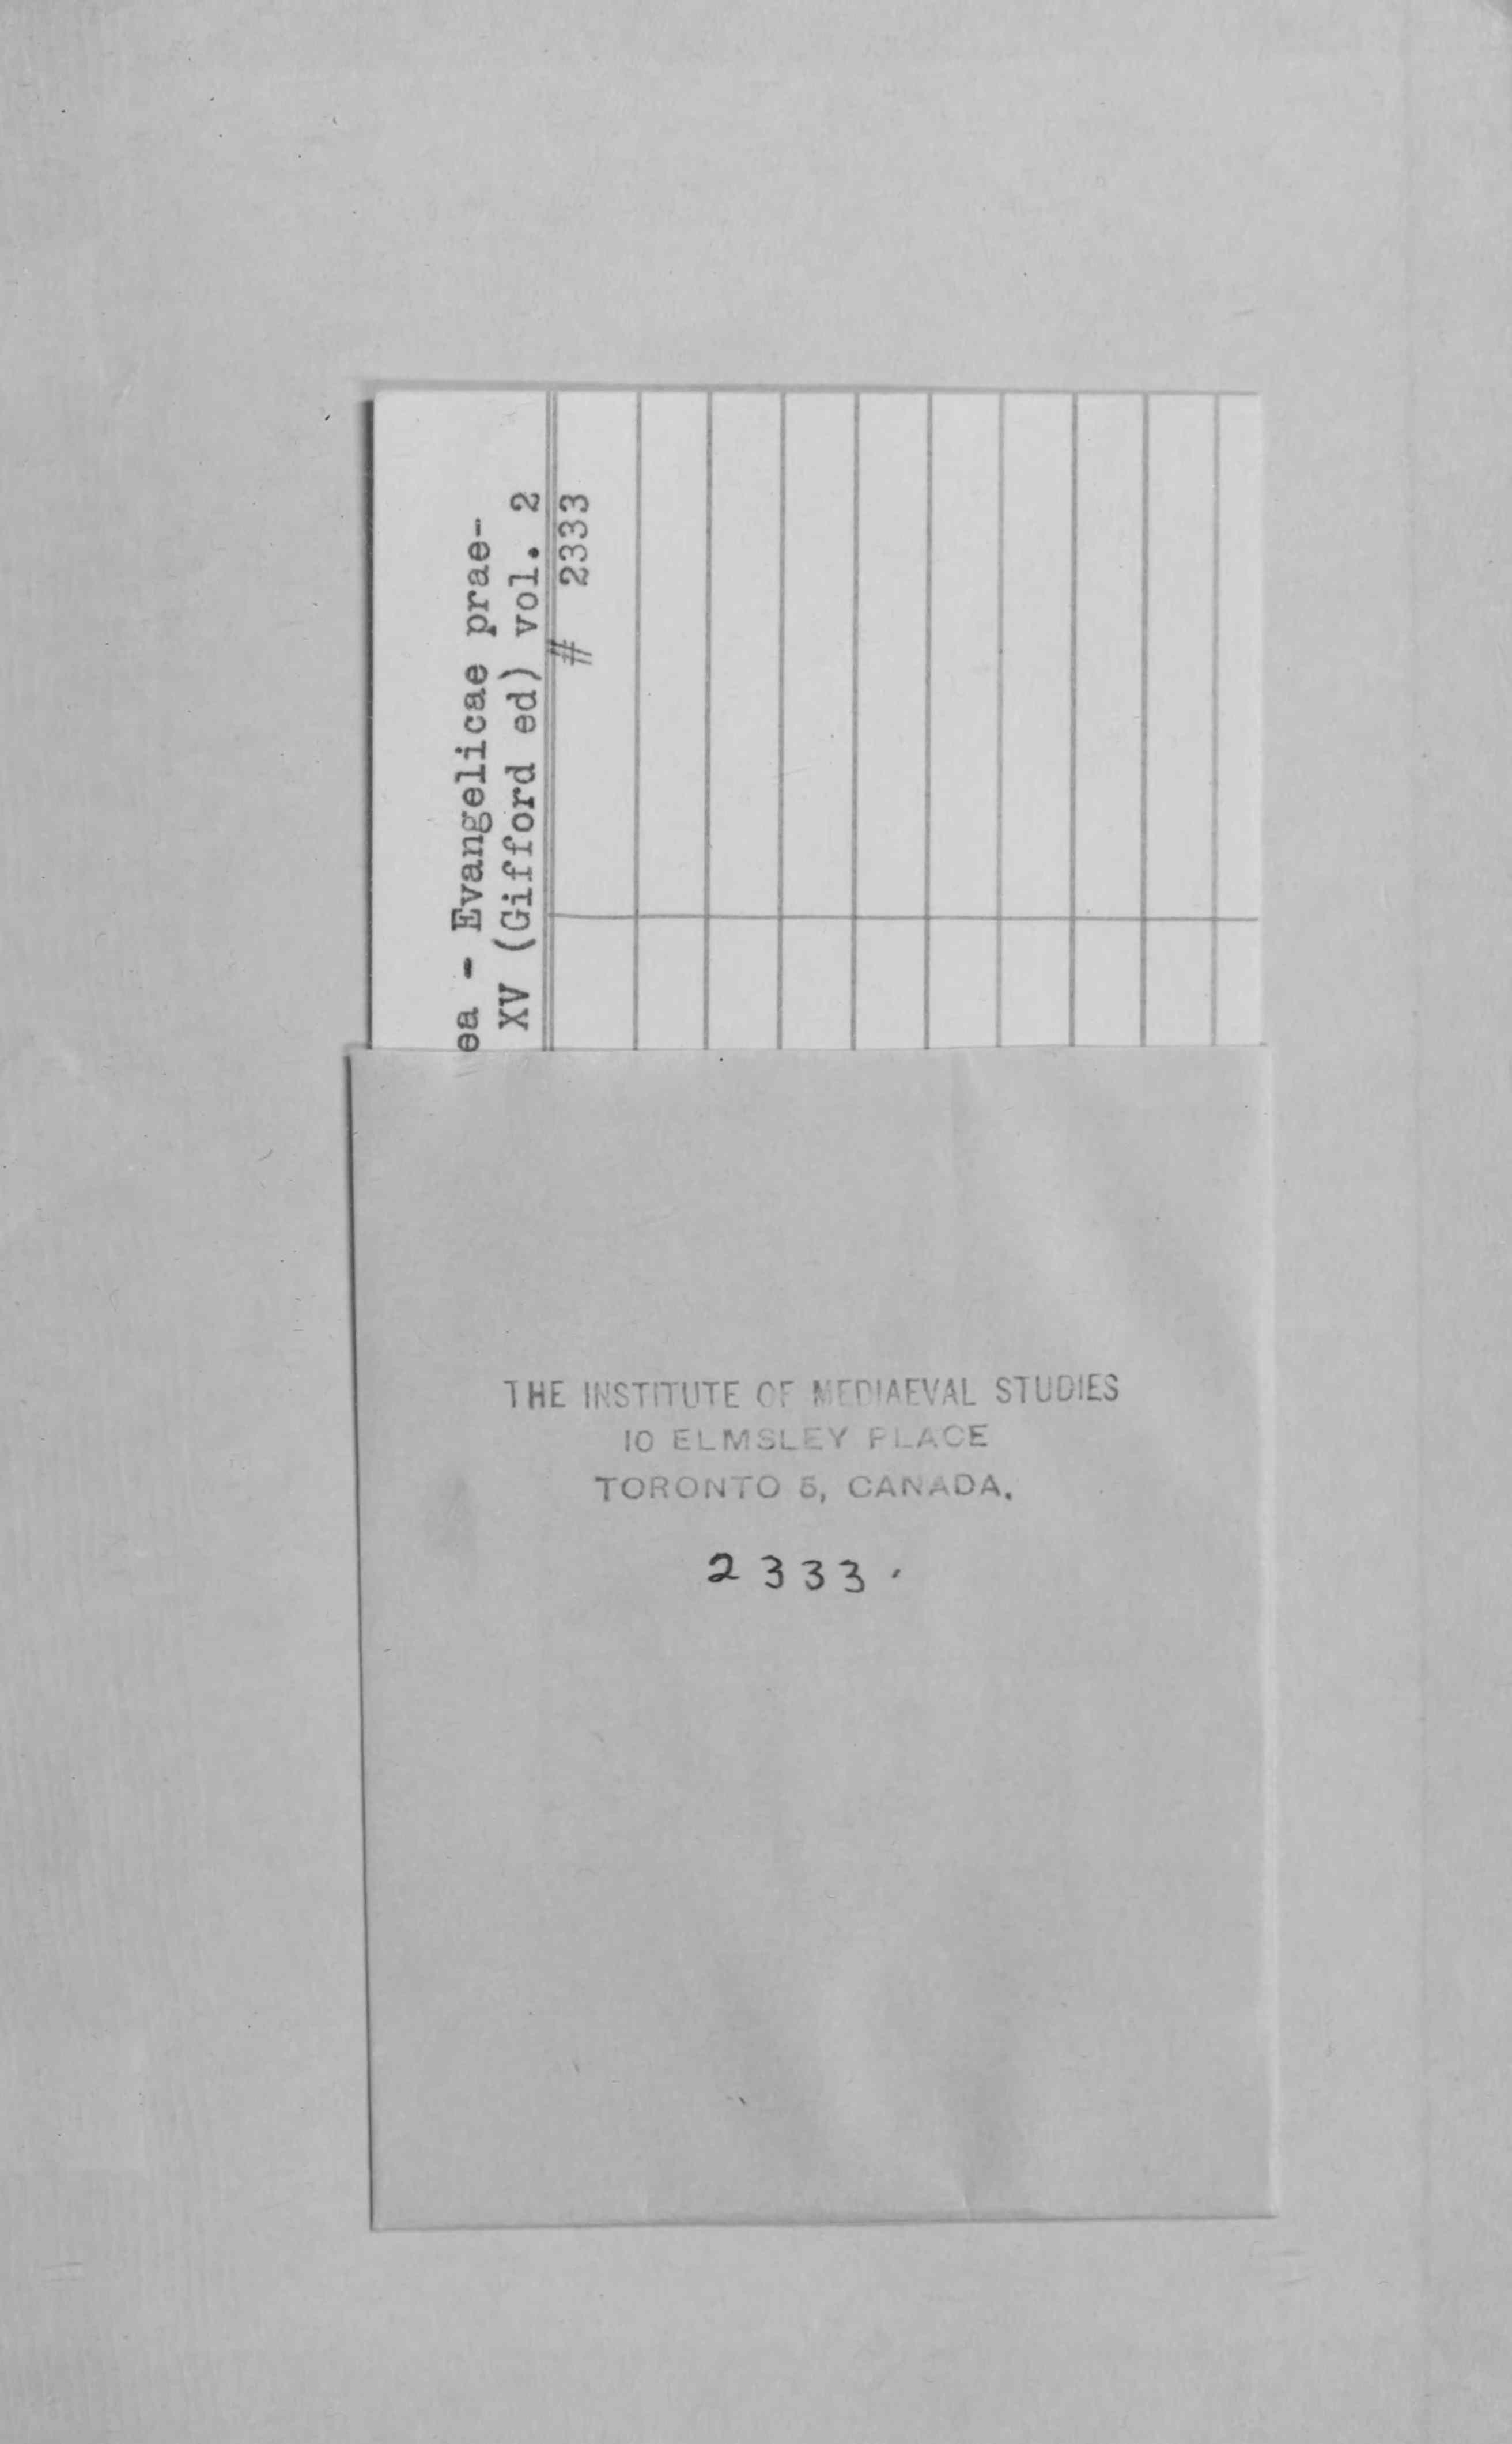 ea - Evangelicae prae-
XV (Gifford ed) vol. 2
# 2333
THE INSTITUTE OF MEDIAEVAL STUDIES
10 ELMSLEY PLACE
TORONTO 5, CANADA.
2333.